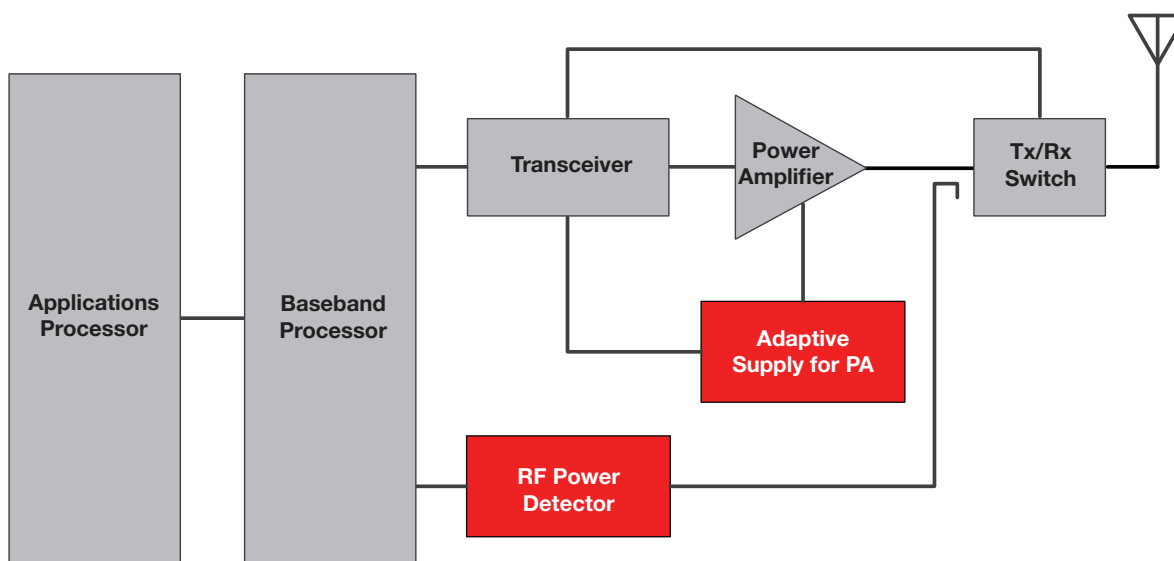 Applications
Processor
Baseband
Processor
Transceiver
Power
Amplifier
Tx/Rx
Switch
Adaptive
Supply for PA
RF Power
Detector